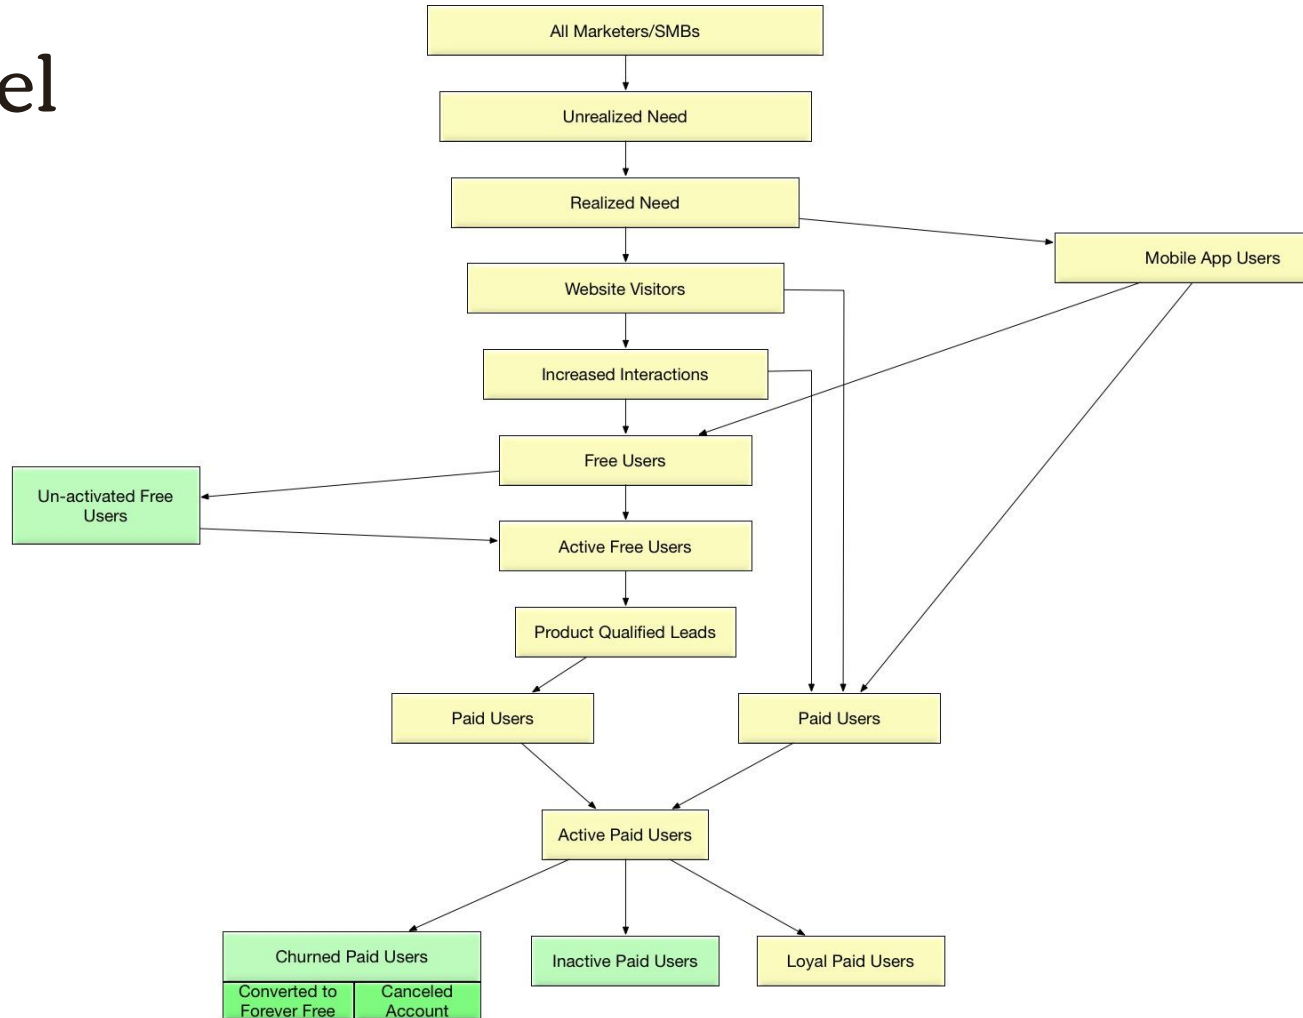 el
All Marketers/SMBs
Unrealized Need
Realized Need
Mobile App Users
Website Visitors
Increased Interactions
Free Users
Un-activated Free
Users
Active Free Users
Product Qualified Leads
Paid Users
Paid Users
Active Paid Users
Churned Paid Users
Inactive Paid Users
Loyal Paid Users
Converted to
Forever Free
Canceled
Account